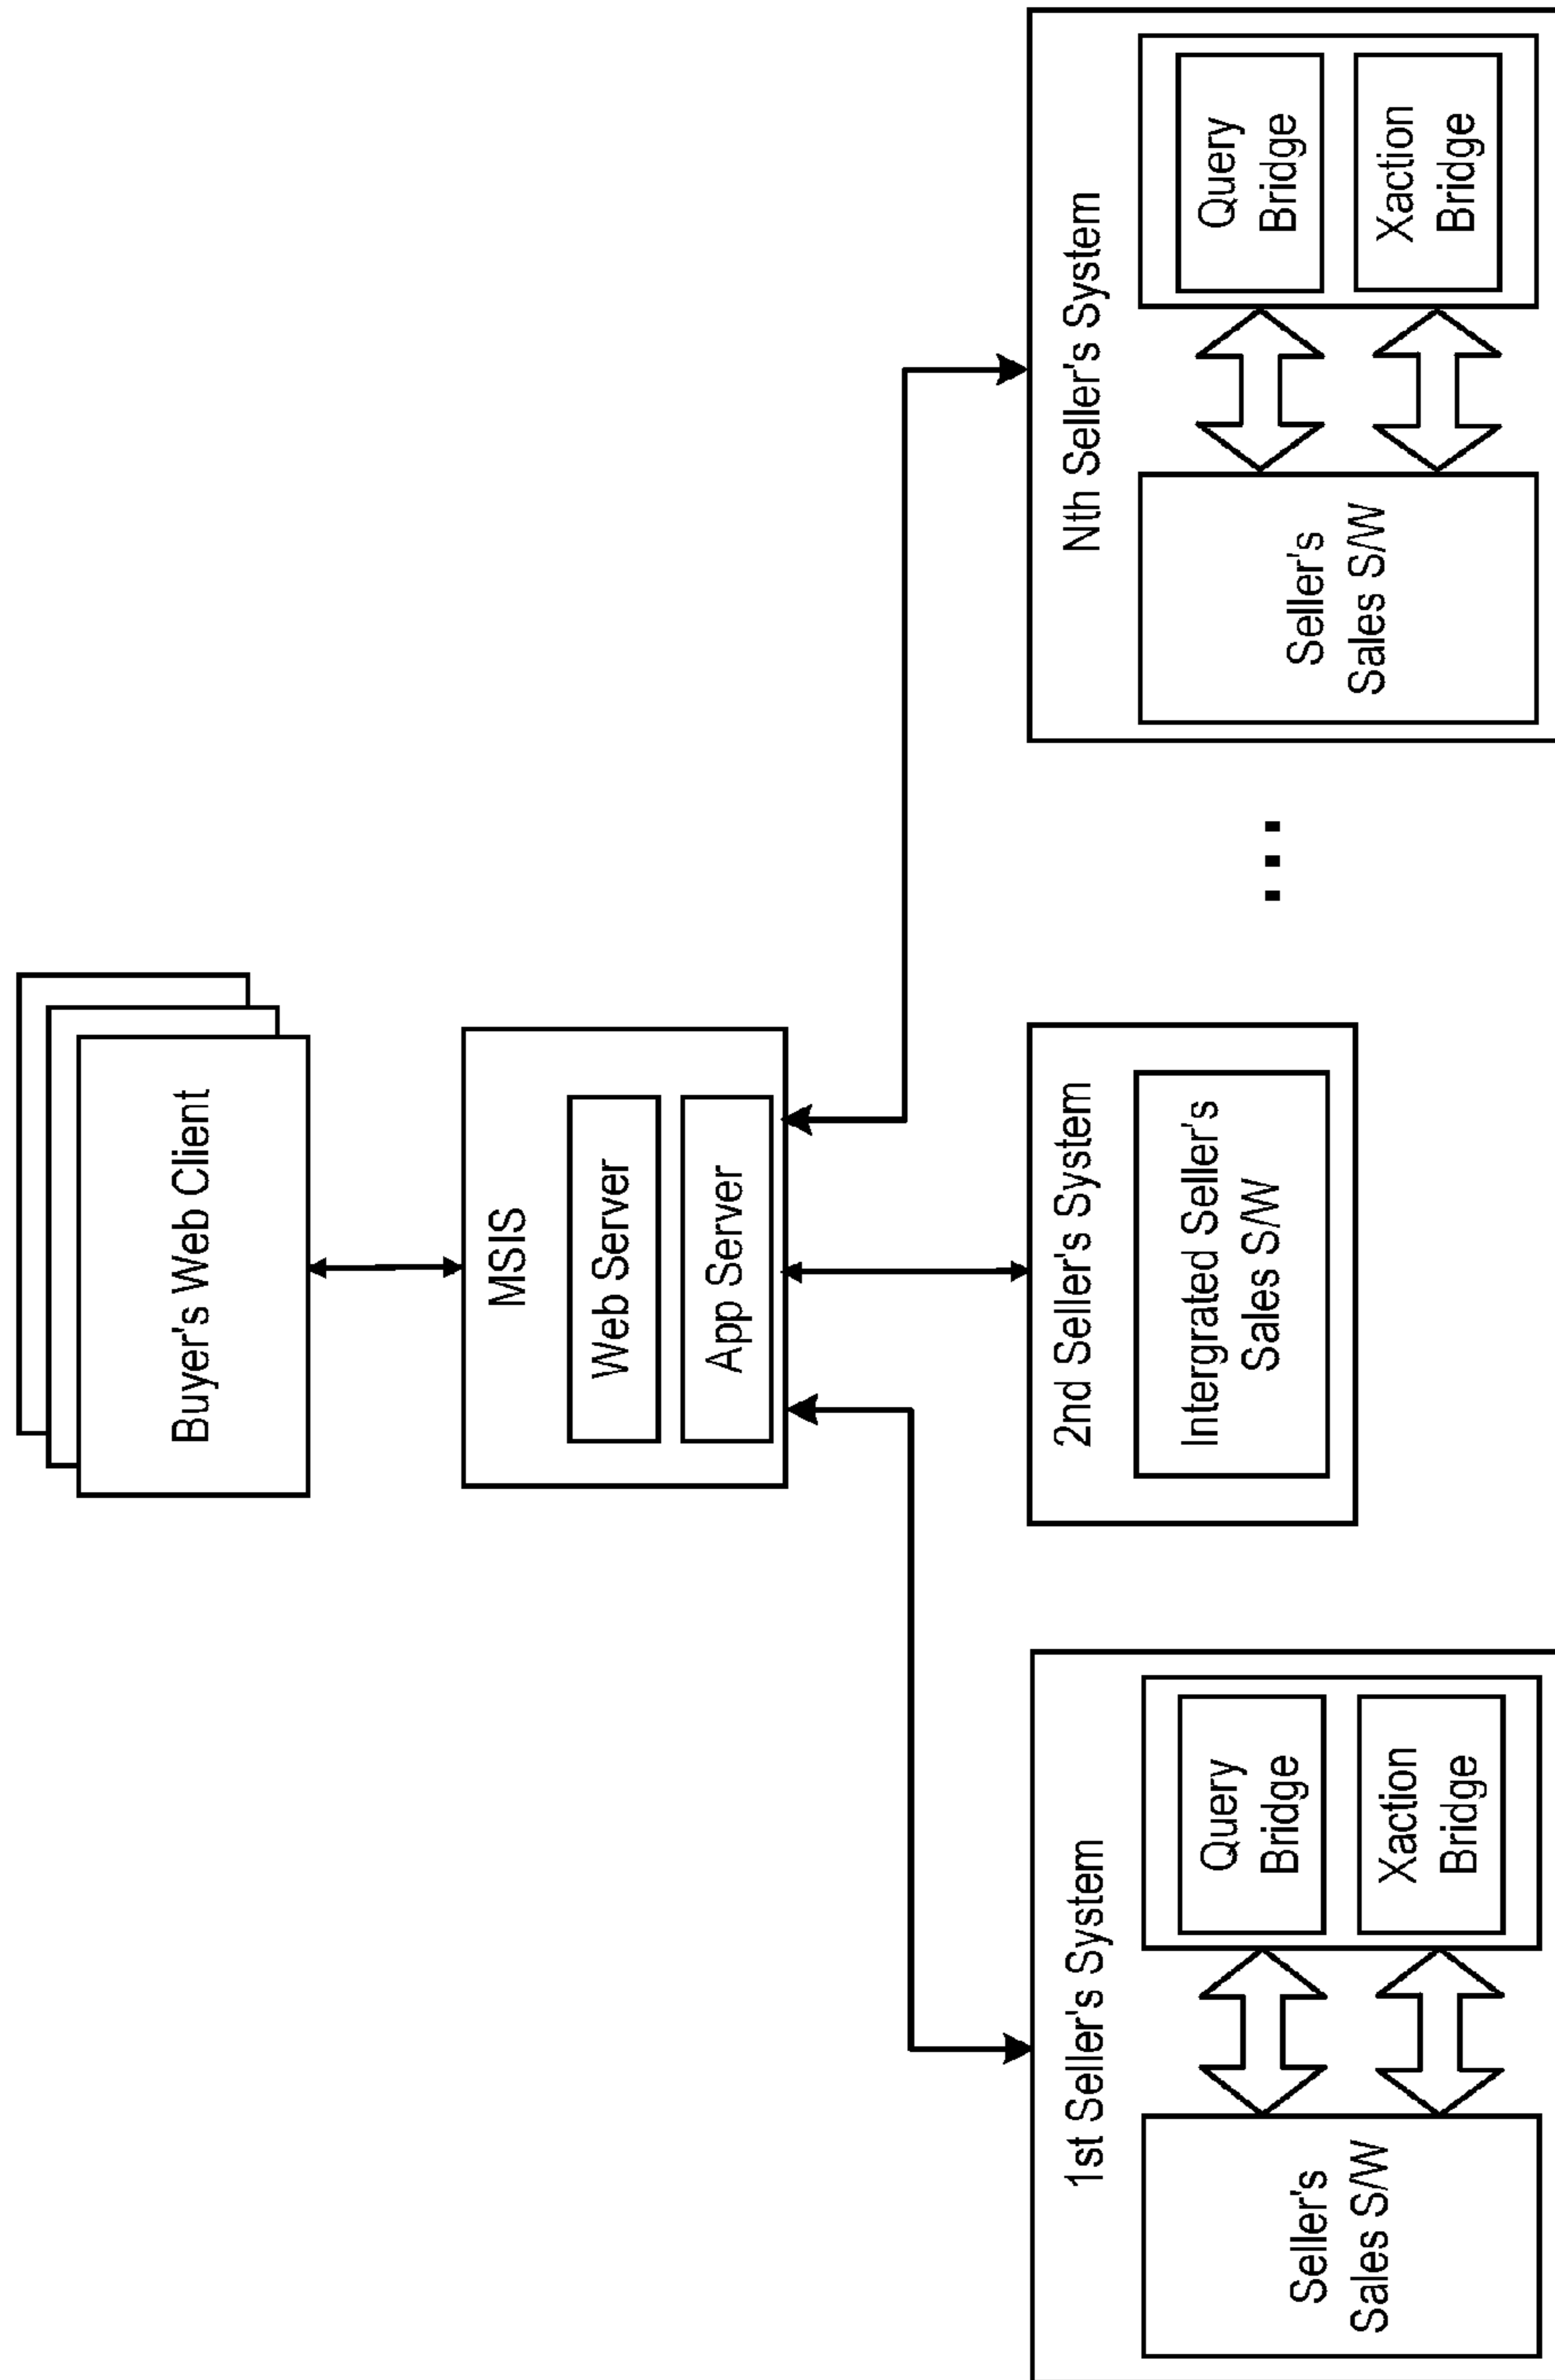 Buyer's Web Client
MSIS
Web Server
App Server
1st Seller's System
Seller's
Sales S/W
Query
Bridge
Xaction
Bridge
2nd Seller's System
Intergrated Seller's
Sales S/W
...
Nth Seller's System
Seller's
Sales S/W
Query
Bridge
Xaction
Bridge